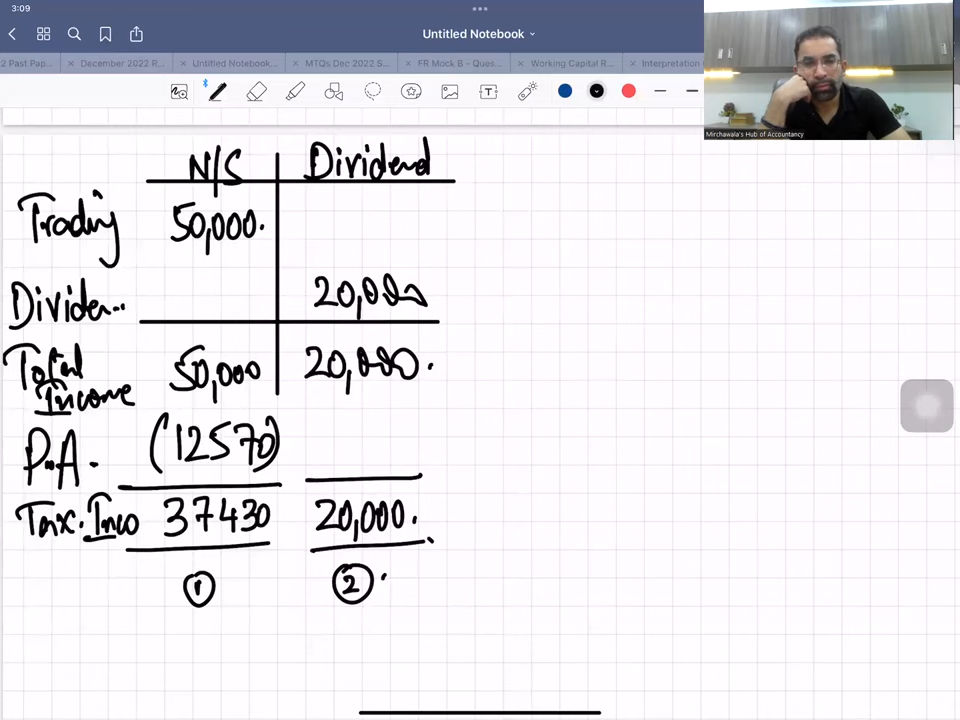 3:09
Untitled Notebook
2 Past Pap...
December 2022 R...
Untitled Notebook...
MTQs Dec 2022 S...
FR Mock B - Ques...
Working Capital R...
Interpretation
Mirchawala's Hub of Accountancy
N/S Dividend
Trading 50,000.
Dividen.. 20,000
Total Income 50,000 20,000.
P.A. (12570)
Tax. Inco 37430 20,000.
1 2